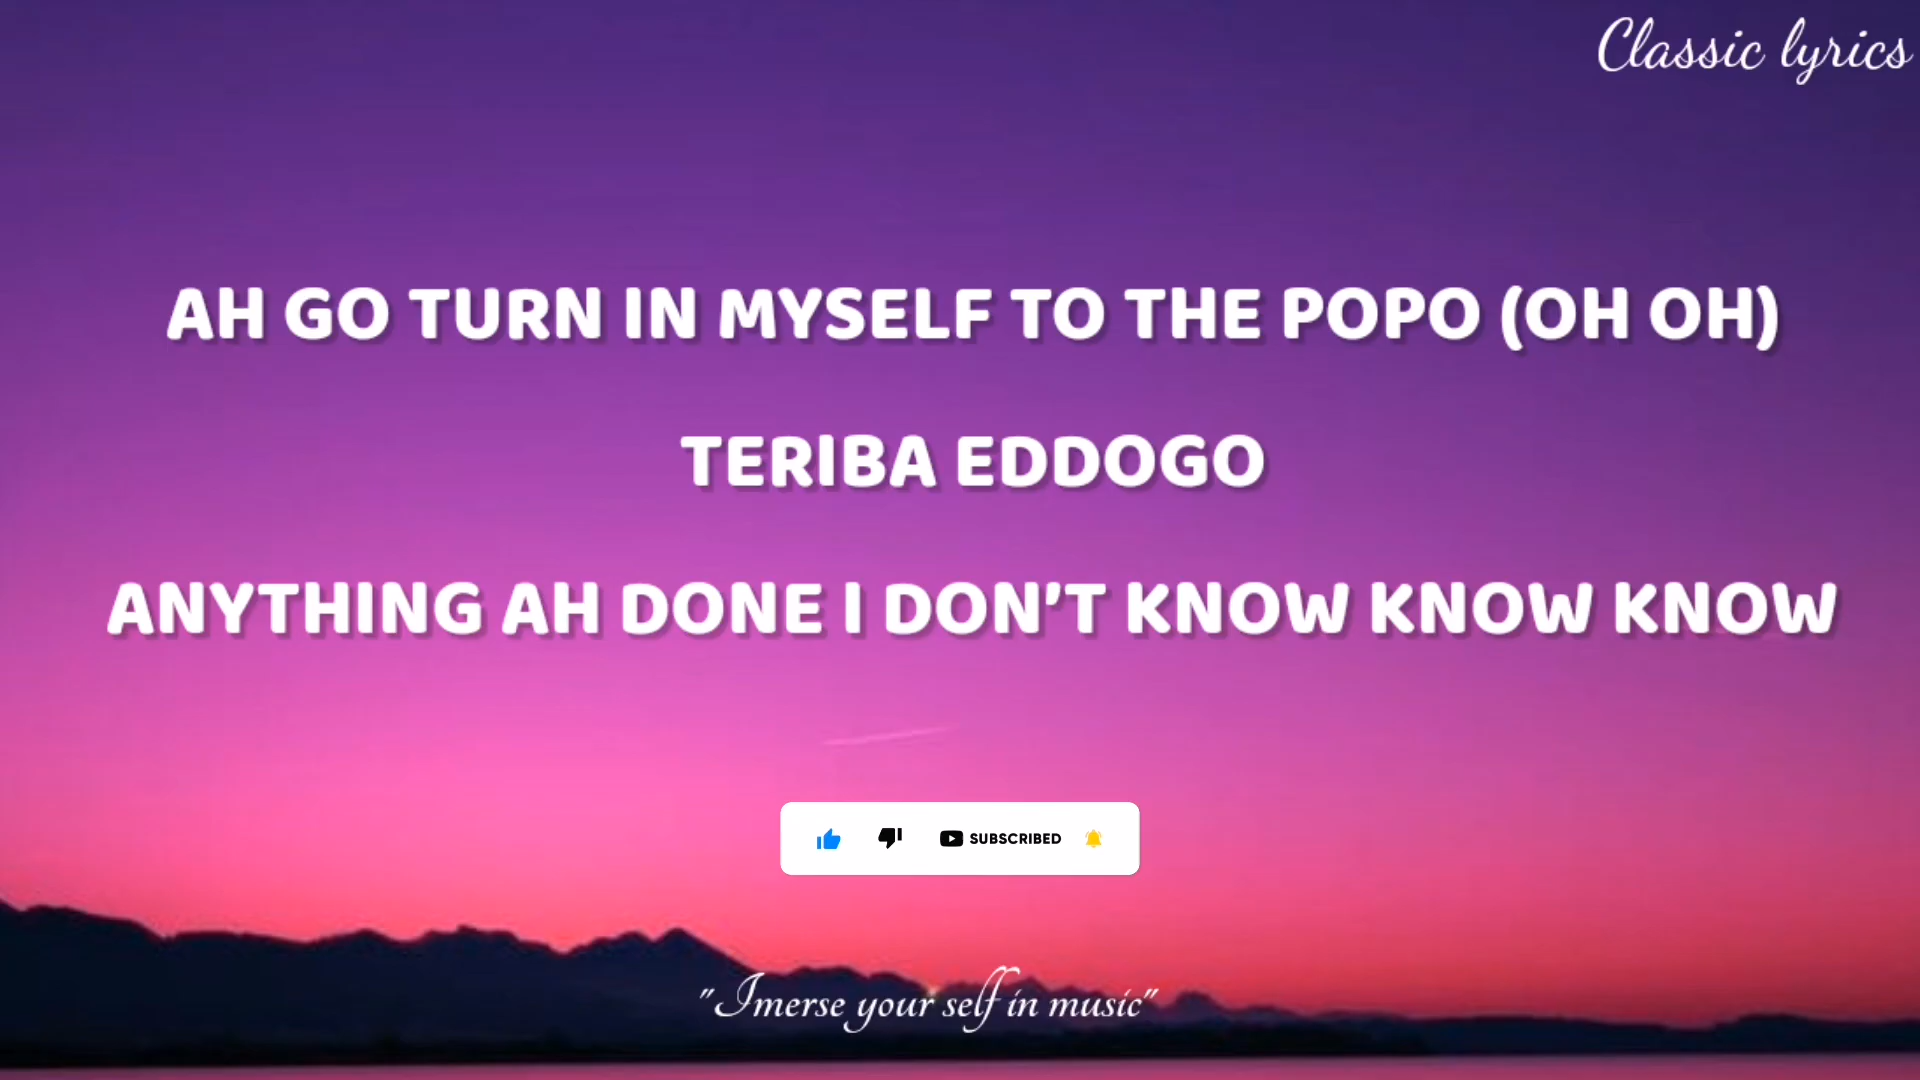 Classic lyrics
AH GO TURN IN MYSELF TO THE POPO (OH OH)
TERIBA EDDOGO
ANYTHING AH DONE I DON'T KNOW KNOW KNOW
SUBSCRIBED
"Imerse your self in music"